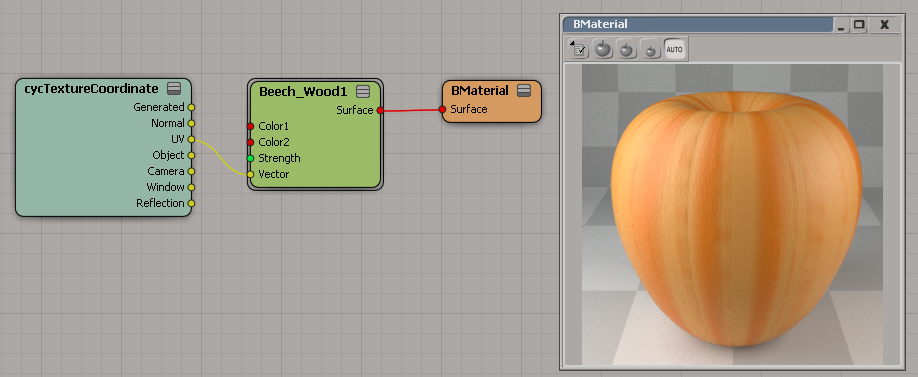 BMaterial
AUTO
cycTextureCoordinate
Generated
Normal
UV
Object
Camera
Window
Reflection
Beech_Wood1
Surface
Color1
Color2
Strength
Vector
BMaterial
Surface